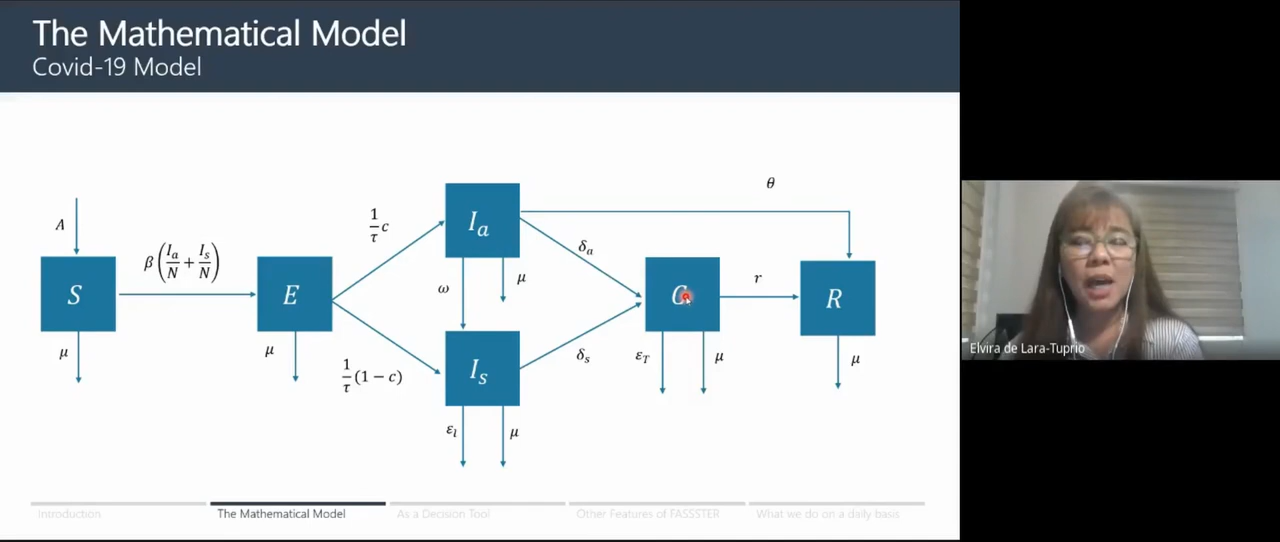 The Mathematical Model
Covid-19 Model
θ
I_a
1/τ c
Λ
δ_a
β(I_a/N + I_s/N)
ω
μ
r
S
E
C
R
μ
μ
1/τ (1 − c)
I_s
δ_s
ε_T
μ
μ
ε_I
μ
Elvira de Lara-Tuprio
Introduction
The Mathematical Model
As a Decision Tool
Other Features of FASSSTER
What we do on a daily basis